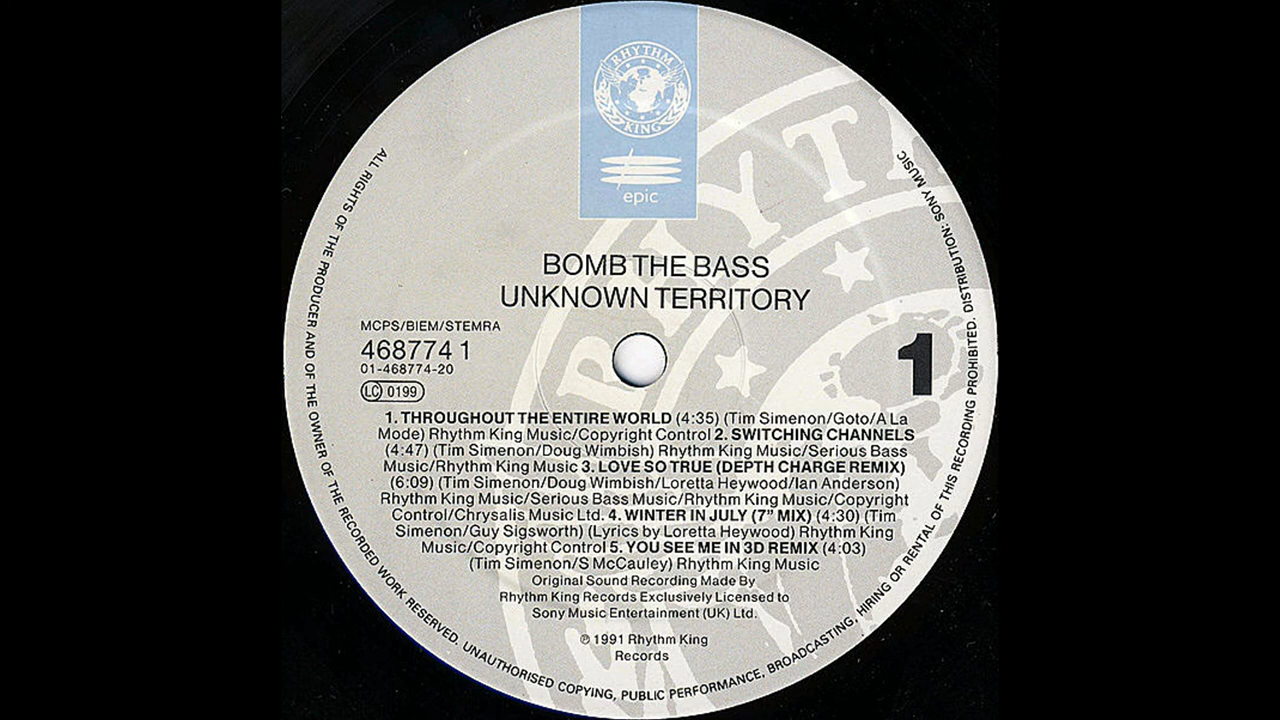 RHYTHM
KING
epic
BOMB THE BASS
UNKNOWN TERRITORY
MCPS/BIEM/STEMRA
468774 1
01-468774-20
LC 0199
1
1. THROUGHOUT THE ENTIRE WORLD (4:35) (Tim Simenon/Goto/A La
Mode) Rhythm King Music/Copyright Control 2. SWITCHING CHANNELS
(4:47) (Tim Simenon/Doug Wimbish) Rhythm King Music/Serious Bass
Music/Rhythm King Music 3. LOVE SO TRUE (DEPTH CHARGE REMIX)
(6:09) (Tim Simenon/Doug Wimbish/Loretta Heywood/Ian Anderson)
Rhythm King Music/Serious Bass Music/Rhythm King Music/Copyright
Control/Chrysalis Music Ltd. 4. WINTER IN JULY (7" MIX) (4:30) (Tim
Simenon/Guy Sigsworth) (Lyrics by Loretta Heywood) Rhythm King
Music/Copyright Control 5. YOU SEE ME IN 3D REMIX (4:03)
(Tim Simenon/S McCauley) Rhythm King Music
Original Sound Recording Made By
Rhythm King Records Exclusively Licensed to
Sony Music Entertainment (UK) Ltd.
℗ 1991 Rhythm King
Records
ALL RIGHTS OF THE PRODUCER AND OF THE OWNER OF THE RECORDED WORK RESERVED. UNAUTHORISED COPYING, PUBLIC PERFORMANCE, BROADCASTING, HIRING OR RENTAL OF THIS RECORDING PROHIBITED. DISTRIBUTION: SONY MUSIC